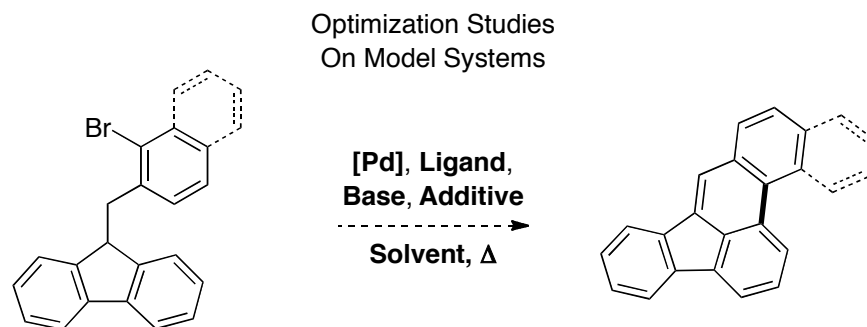 Optimization Studies
On Model Systems
Br
[Pd], Ligand,
Base, Additive
Solvent, Δ